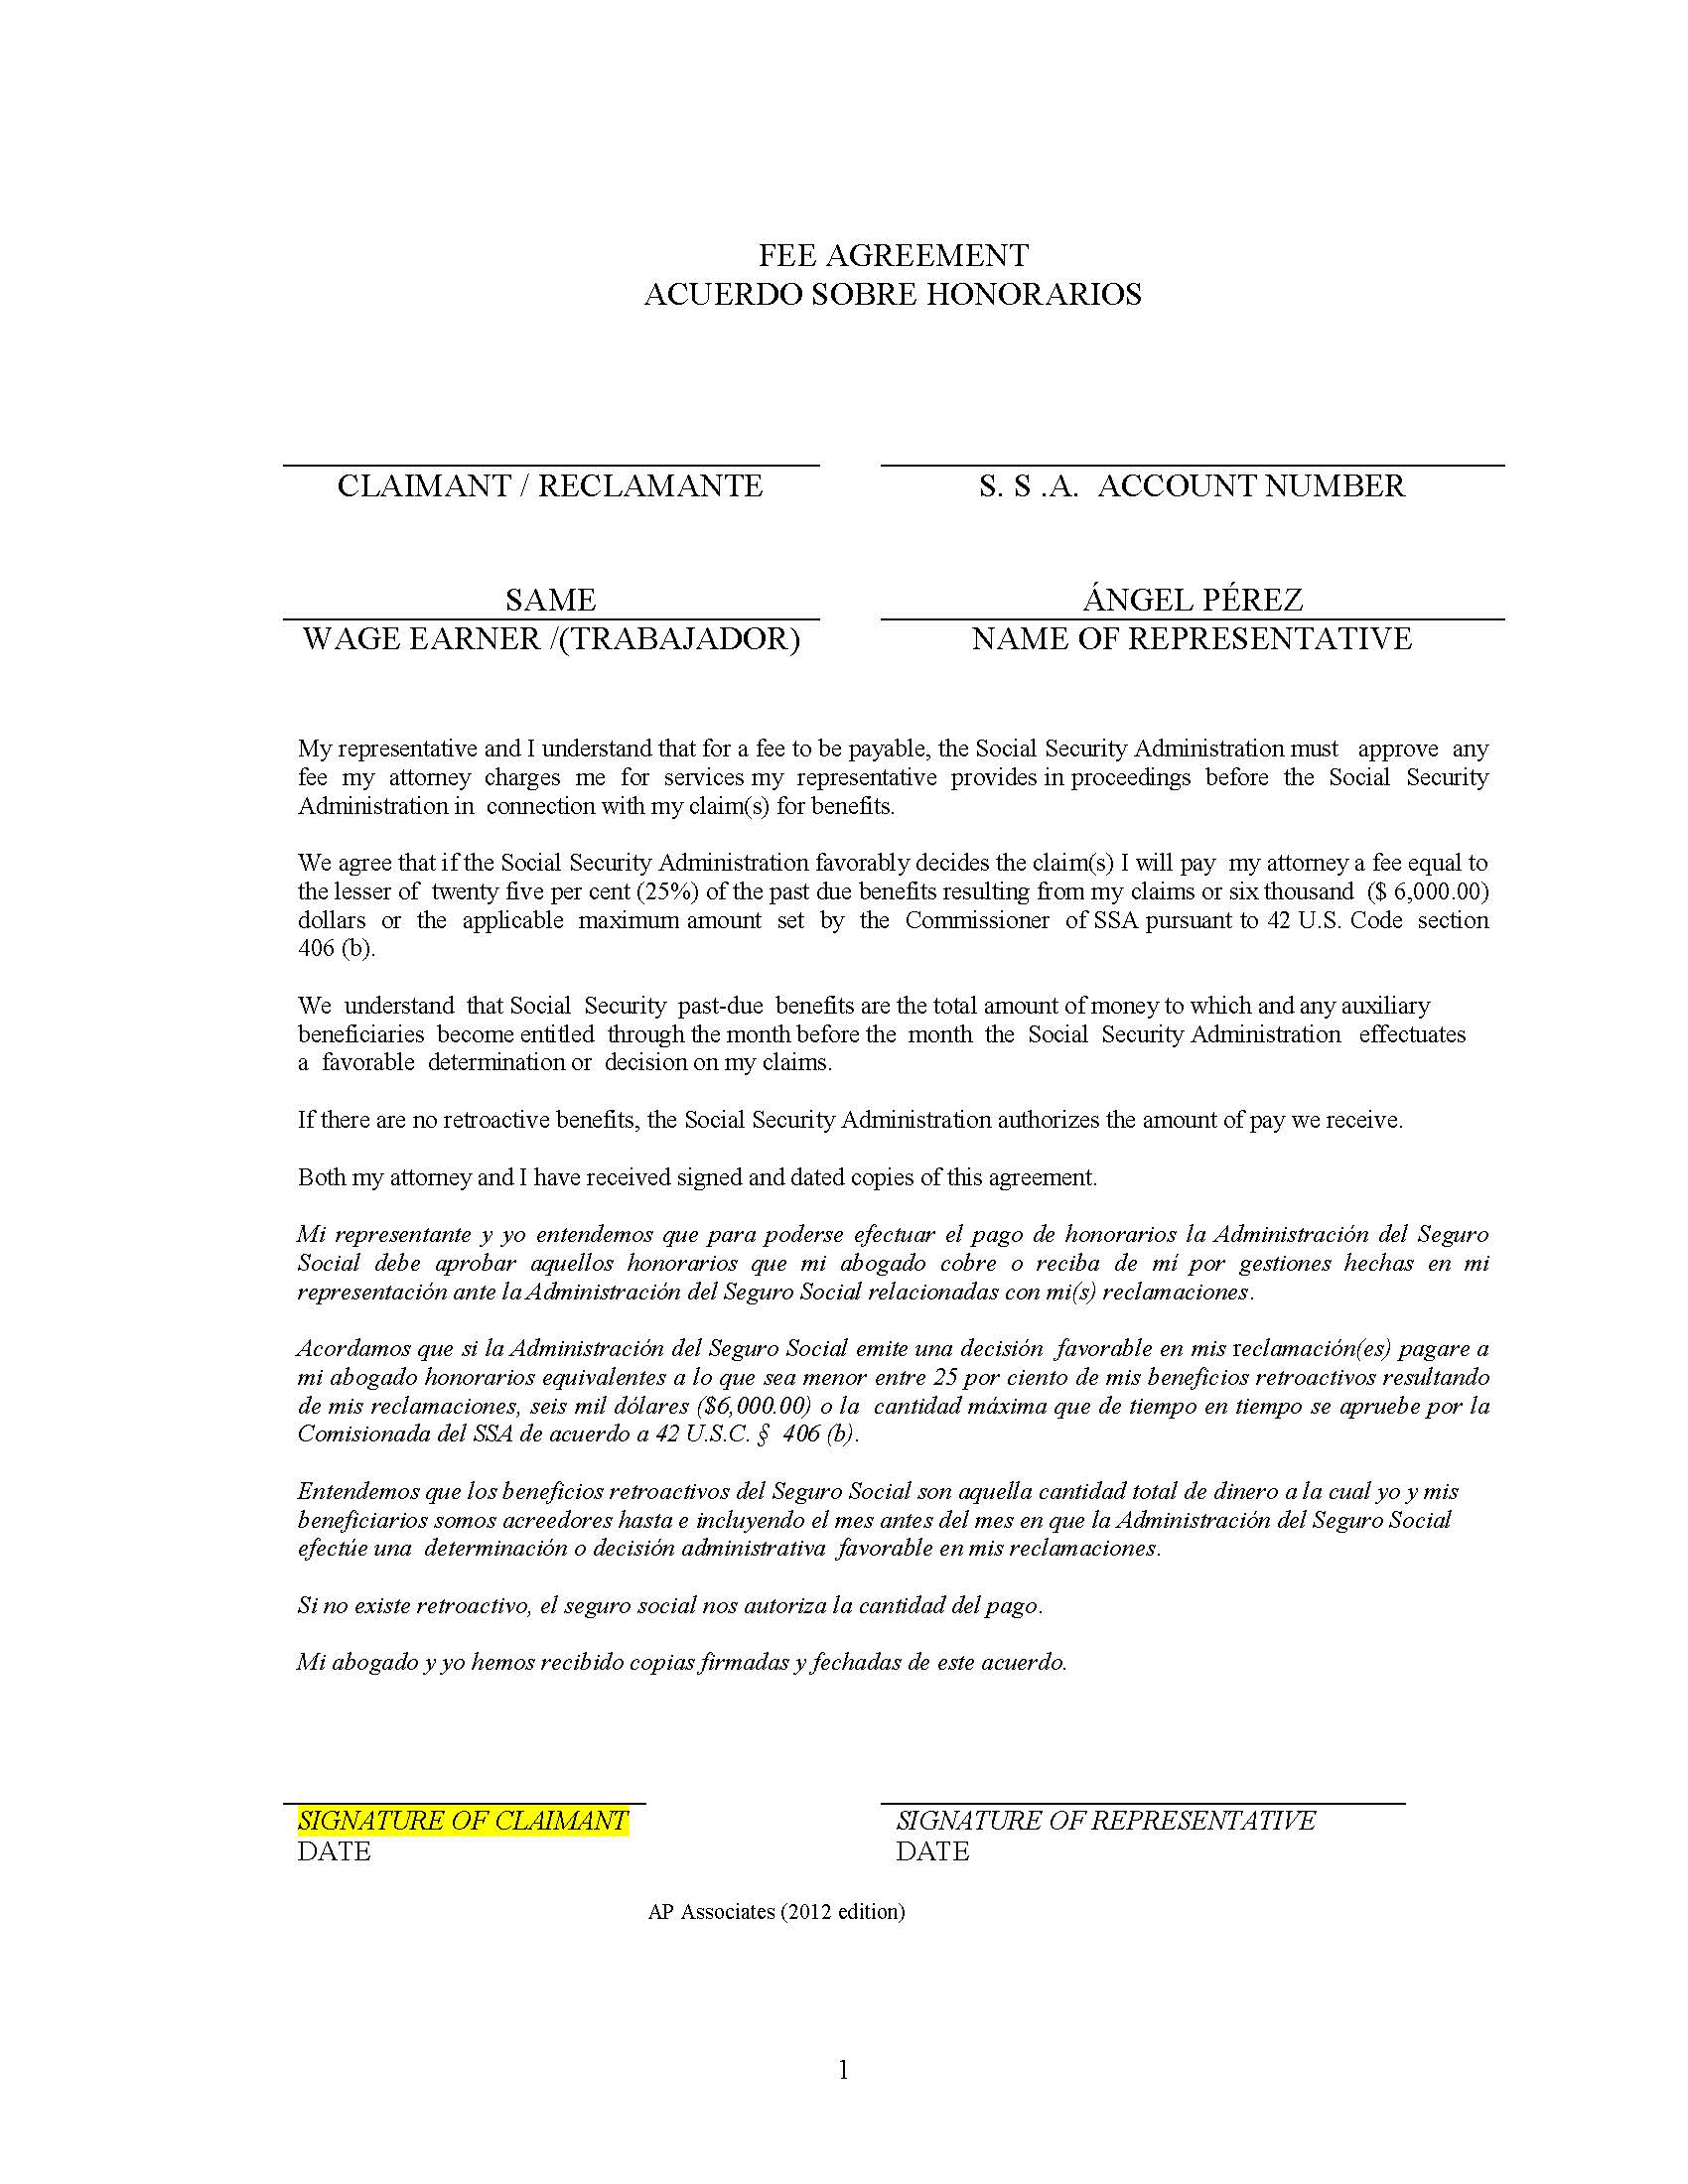 FEE AGREEMENT
ACUERDO SOBRE HONORARIOS
CLAIMANT / RECLAMANTE
S. S .A. ACCOUNT NUMBER
SAME
ÁNGEL PÉREZ
WAGE EARNER /(TRABAJADOR)
NAME OF REPRESENTATIVE
My representative and I understand that for a fee to be payable, the Social Security Administration must approve any
fee my attorney charges me for services my representative provides in proceedings before the Social Security
Administration in connection with my claim(s) for benefits.
We agree that if the Social Security Administration favorably decides the claim(s) I will pay my attorney a fee equal to
the lesser of twenty five per cent (25%) of the past due benefits resulting from my claims or six thousand ($ 6,000.00)
dollars or the applicable maximum amount set by the Commissioner of SSA pursuant to 42 U.S. Code section
406 (b).
We understand that Social Security past-due benefits are the total amount of money to which and any auxiliary
beneficiaries become entitled through the month before the month the Social Security Administration effectuates
a favorable determination or decision on my claims.
If there are no retroactive benefits, the Social Security Administration authorizes the amount of pay we receive.
Both my attorney and I have received signed and dated copies of this agreement.
Mi representante y yo entendemos que para poderse efectuar el pago de honorarios la Administración del Seguro
Social debe aprobar aquellos honorarios que mi abogado cobre o reciba de mí por gestiones hechas en mi
representación ante la Administración del Seguro Social relacionadas con mi(s) reclamaciones.
Acordamos que si la Administración del Seguro Social emite una decisión favorable en mis reclamación(es) pagare a
mi abogado honorarios equivalentes a lo que sea menor entre 25 por ciento de mis beneficios retroactivos resultando
de mis reclamaciones, seis mil dólares ($6,000.00) o la cantidad máxima que de tiempo en tiempo se apruebe por la
Comisionada del SSA de acuerdo a 42 U.S.C. § 406 (b).
Entendemos que los beneficios retroactivos del Seguro Social son aquella cantidad total de dinero a la cual yo y mis
beneficiarios somos acreedores hasta e incluyendo el mes antes del mes en que la Administración del Seguro Social
efectúe una determinación o decisión administrativa favorable en mis reclamaciones.
Si no existe retroactivo, el seguro social nos autoriza la cantidad del pago.
Mi abogado y yo hemos recibido copias firmadas y fechadas de este acuerdo.
SIGNATURE OF CLAIMANT
SIGNATURE OF REPRESENTATIVE
DATE
DATE
AP Associates (2012 edition)
1